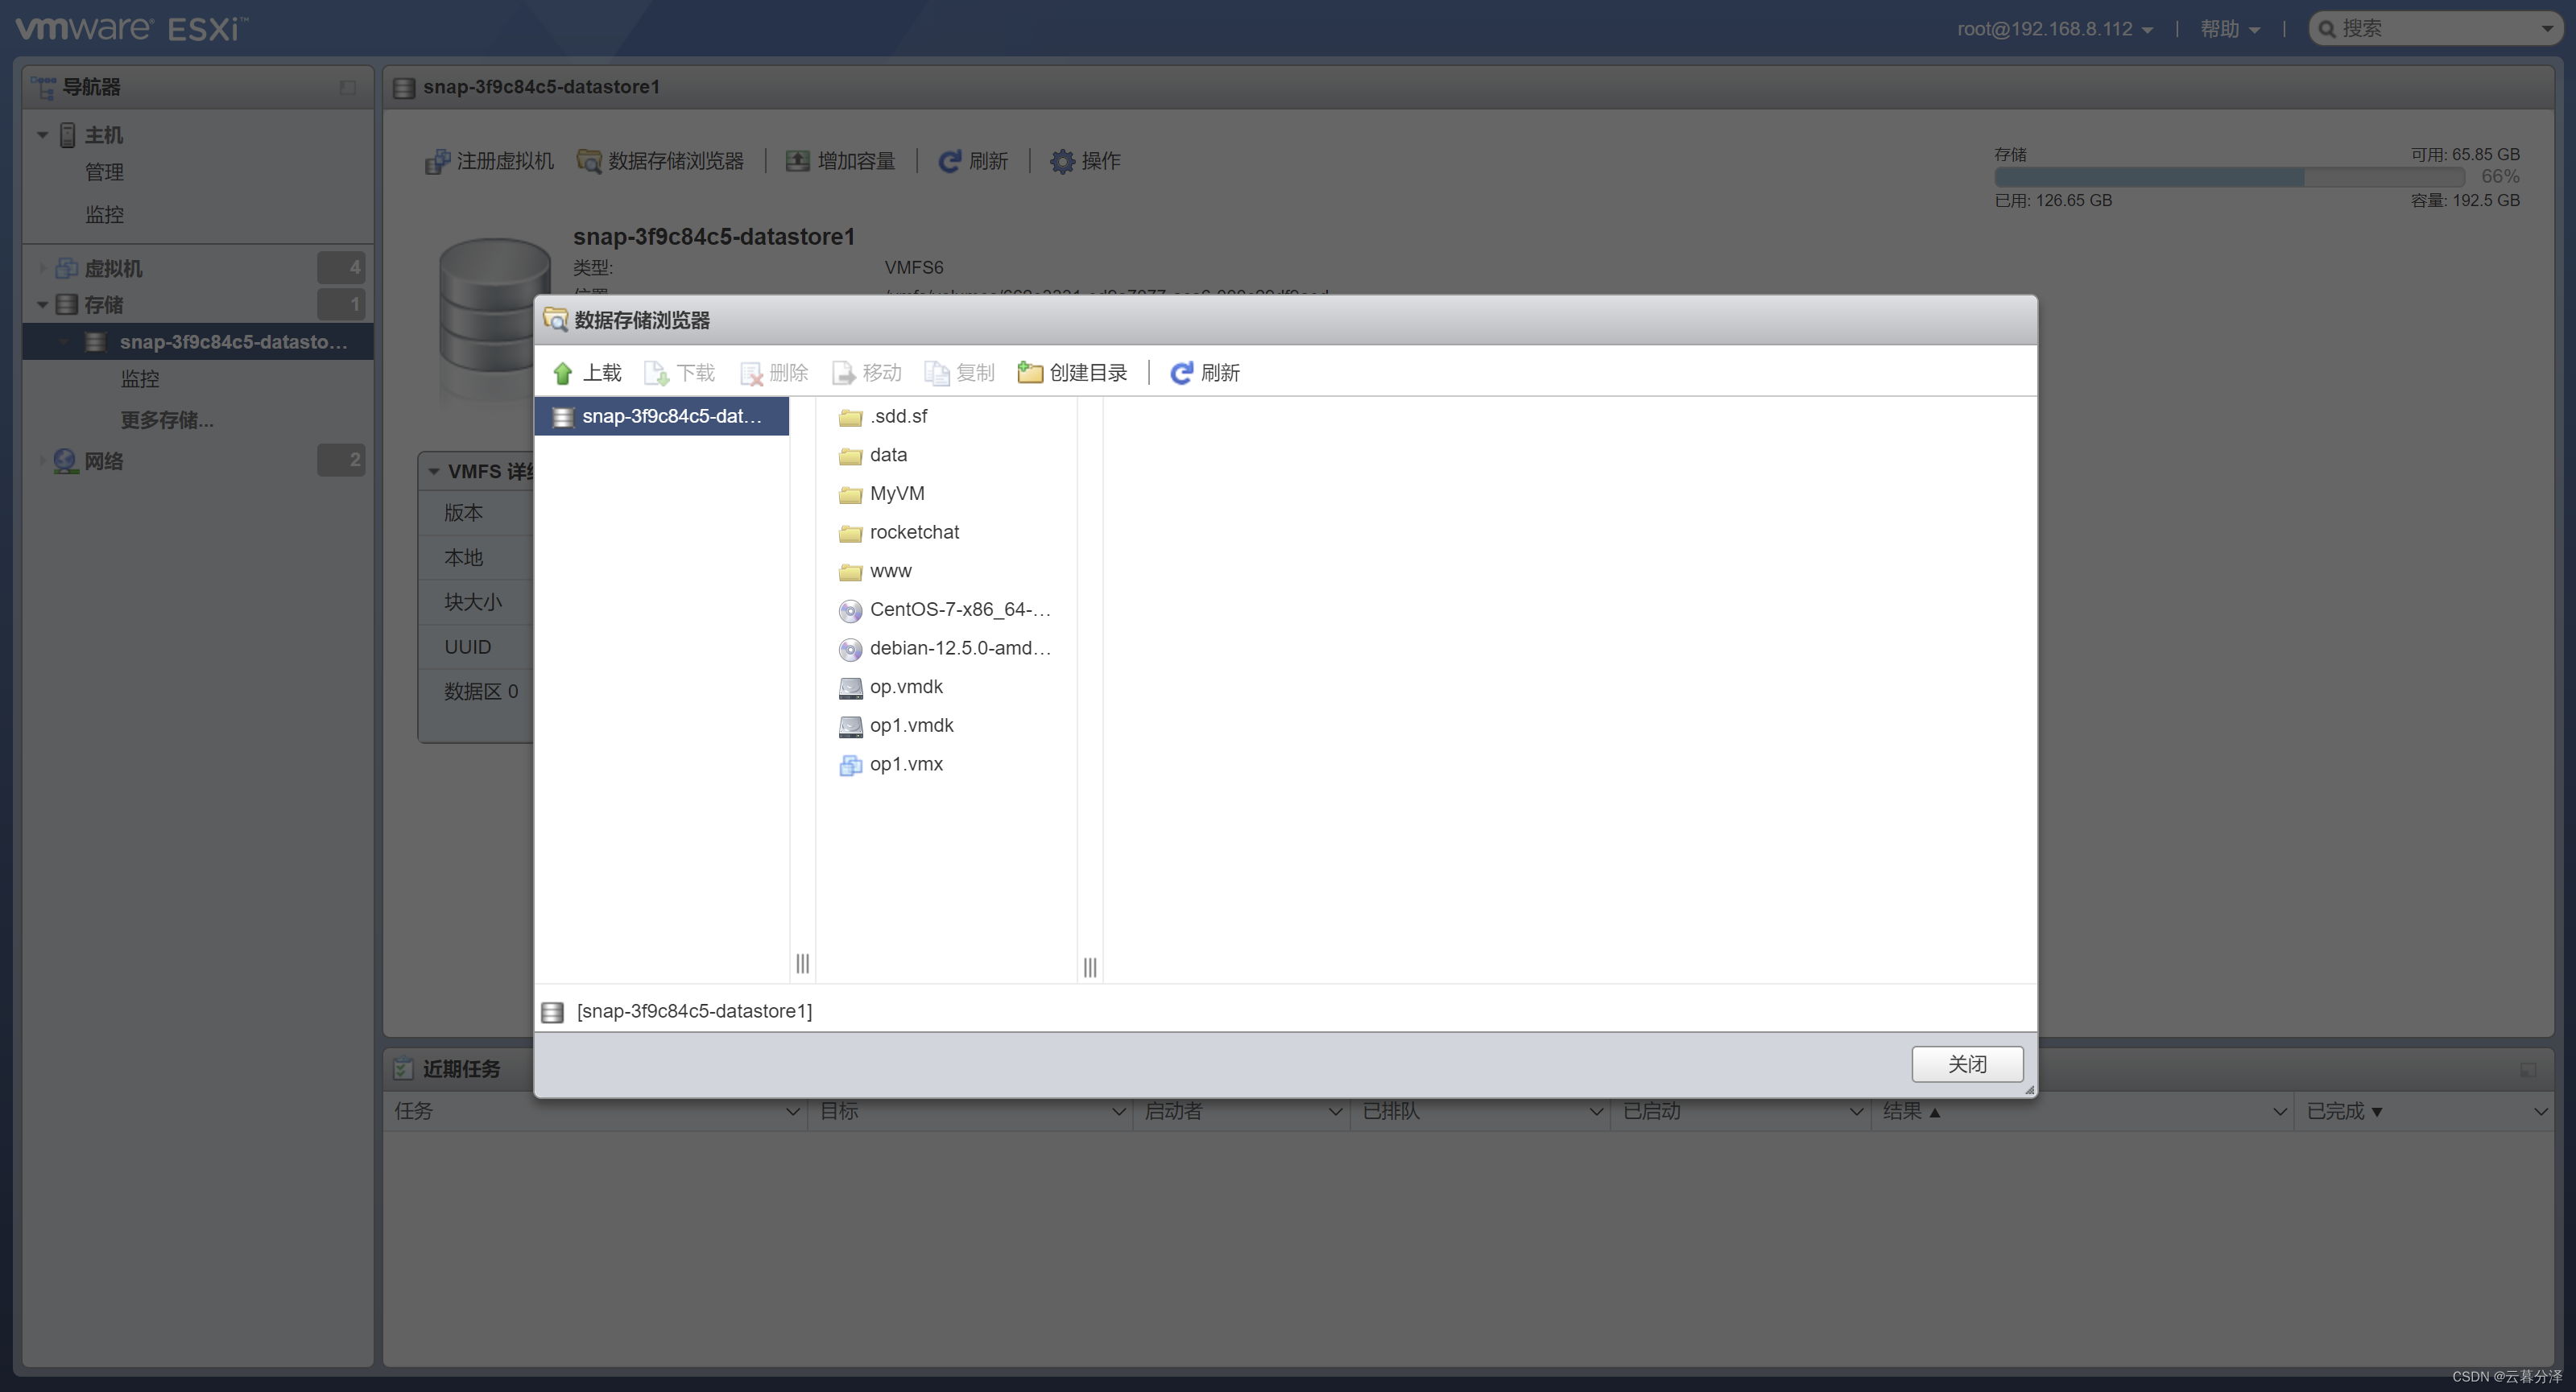 vmware ESXi™
root@192.168.8.112 | 帮助 | 搜索
导航器
主机
管理
监控
虚拟机 4
存储 1
snap-3f9c84c5-datasto...
监控
更多存储...
网络 2
snap-3f9c84c5-datastore1
注册虚拟机 数据存储浏览器 | 增加容量 | 刷新 | 操作
存储 可用: 65.85 GB
66%
已用: 126.65 GB 容量: 192.5 GB
snap-3f9c84c5-datastore1
类型: VMFS6
VMFS
版本
本地
块大小
UUID
数据区 0
数据存储浏览器
上载 下载 删除 移动 复制 创建目录 | 刷新
snap-3f9c84c5-dat...
.sdd.sf
data
MyVM
rocketchat
www
CentOS-7-x86_64-...
debian-12.5.0-amd...
op.vmdk
op1.vmdk
op1.vmx
[snap-3f9c84c5-datastore1]
关闭
近期任务
任务 目标 启动者 已排队 已启动 结果 ▲ 已完成 ▼
CSDN @云暮分泽